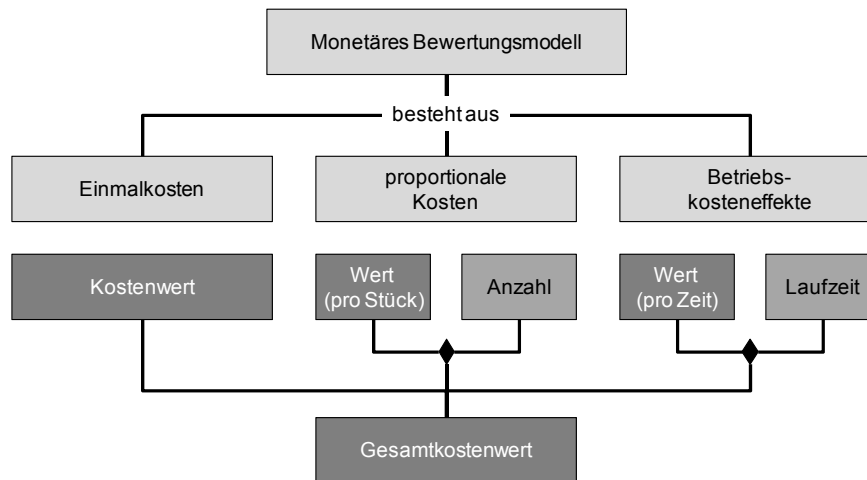 Monetäres Bewertungsmodell
besteht aus
Einmalkosten
proportionale
Kosten
Betriebs-
kosteneffekte
Kostenwert
Wert
(pro Stück)
Anzahl
Wert
(pro Zeit)
Laufzeit
Gesamtkostenwert